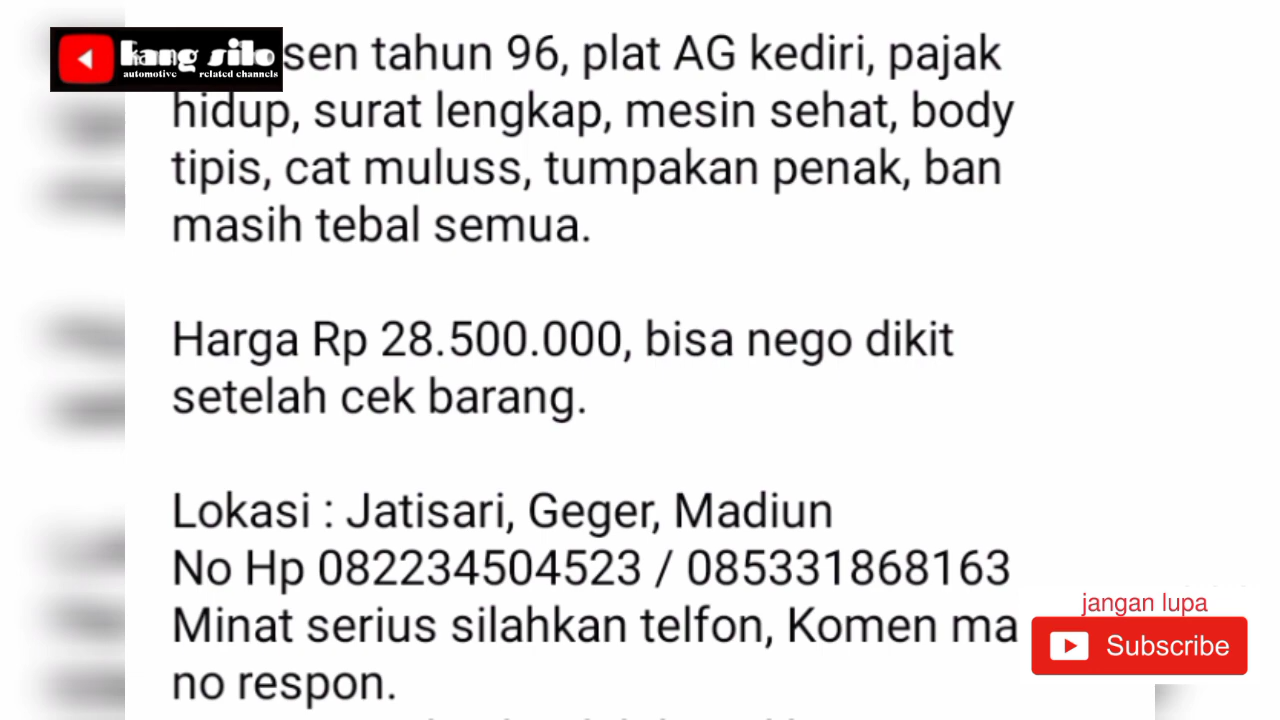 kang silo
automotive related channels
sen tahun 96, plat AG kediri, pajak
hidup, surat lengkap, mesin sehat, body
tipis, cat muluss, tumpakan penak, ban
masih tebal semua.
Harga Rp 28.500.000, bisa nego dikit
setelah cek barang.
Lokasi : Jatisari, Geger, Madiun
No Hp 082234504523 / 085331868163
Minat serius silahkan telfon, Komen ma
no respon.
jangan lupa
Subscribe